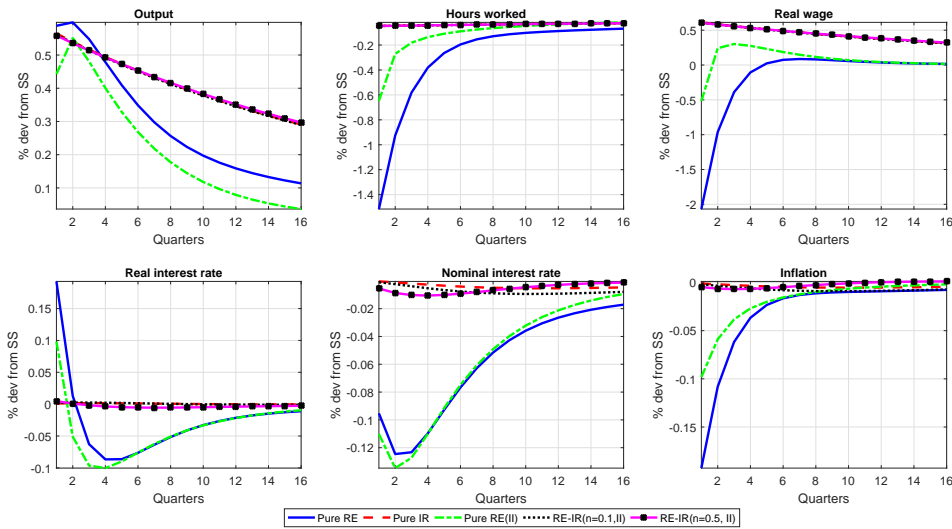 Output
Hours worked
Real wage
% dev from SS
0.5
0.4
0.3
0.2
0.1
2 4 6 8 10 12 14 16
Quarters
% dev from SS
-0.2
-0.4
-0.6
-0.8
-1
-1.2
-1.4
2 4 6 8 10 12 14 16
Quarters
% dev from SS
0.5
0
-0.5
-1
-1.5
-2
2 4 6 8 10 12 14 16
Quarters
Real interest rate
Nominal interest rate
Inflation
% dev from SS
0.15
0.1
0.05
0
-0.05
-0.1
2 4 6 8 10 12 14 16
Quarters
% dev from SS
-0.02
-0.04
-0.06
-0.08
-0.1
-0.12
2 4 6 8 10 12 14 16
Quarters
% dev from SS
0
-0.05
-0.1
-0.15
2 4 6 8 10 12 14 16
Quarters
Pure RE Pure IR Pure RE(II) RE-IR(n=0.1,II) RE-IR(n=0.5, II)